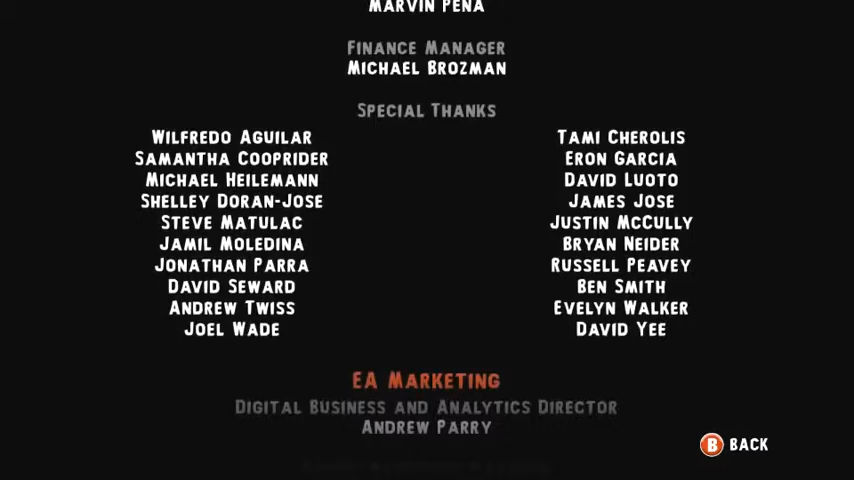 MARVIN PENA
FINANCE MANAGER
MICHAEL BROZMAN
SPECIAL THANKS
WILFREDO AGUILAR TAMI CHEROLIS
SAMANTHA COOPRIDER ERON GARCIA
MICHAEL HEILEMANN DAVID LUOTO
SHELLEY DORAN-JOSE JAMES JOSE
STEVE MATULAC JUSTIN MCCULLY
JAMIL MOLEDINA BRYAN NEIDER
JONATHAN PARRA RUSSELL PEAVEY
DAVID SEWARD BEN SMITH
ANDREW TWISS EVELYN WALKER
JOEL WADE DAVID YEE
EA MARKETING
DIGITAL BUSINESS AND ANALYTICS DIRECTOR
ANDREW PARRY
B BACK